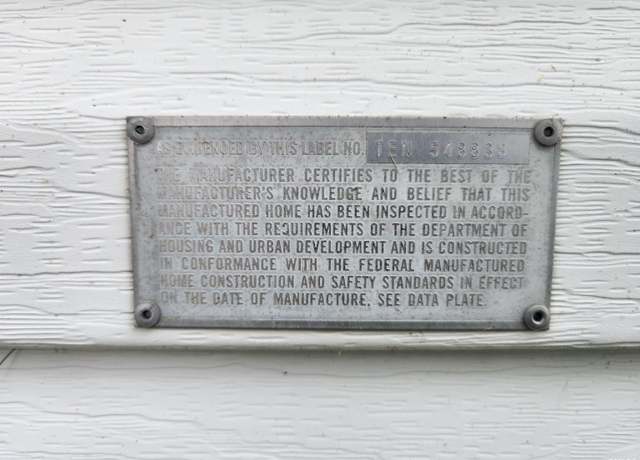 AS EVIDENCED BY THIS LABEL NO. TEN
THE MANUFACTURER CERTIFIES TO THE BEST OF THE
MANUFACTURER'S KNOWLEDGE AND BELIEF THAT THIS
MANUFACTURED HOME HAS BEEN INSPECTED IN ACCORD-
ANCE WITH THE REQUIREMENTS OF THE DEPARTMENT OF
HOUSING AND URBAN DEVELOPMENT AND IS CONSTRUCTED
IN CONFORMANCE WITH THE FEDERAL MANUFACTURED
HOME CONSTRUCTION AND SAFETY STANDARDS IN EFFECT
ON THE DATE OF MANUFACTURE. SEE DATA PLATE.